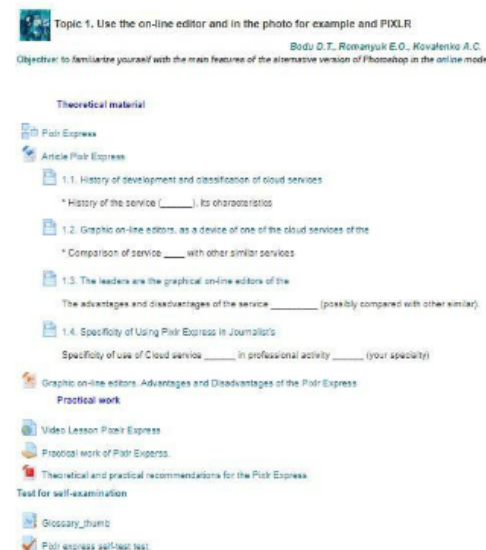 Topic 1. Use the on-line editor and in the photo for example and PIXLR
Bodu D.T., Romanyuk E.O., Kovalenko A.C.
Objective: to familiarize yourself with the main features of the alternative version of Photoshop in the online mode
Theoretical material
Pixlr Express
Article Pixlr Express
1.1. History of development and classification of cloud services
* History of the service (______), its characteristics
1.2. Graphic on-line editors, as a device of one of the cloud services of the
* Comparison of service ____ with other similar services
1.3. The leaders are the graphical on-line editors of the
The advantages and disadvantages of the service _________ (possibly compared with other similar).
1.4. Specificity of Using Pixlr Express in Journalist's
Specificity of use of Cloud service ______ in professional activity ______ (your specialty)
Graphic on-line editors. Advantages and Disadvantages of the Pixlr Express
Practical work
Video Lesson Pixelr Express
Practical work of Pixlr Experss.
Theoretical and practical recommendations for the Pixlr Express
Test for self-examination
Glossary_thumb
Pixlr express self-test test